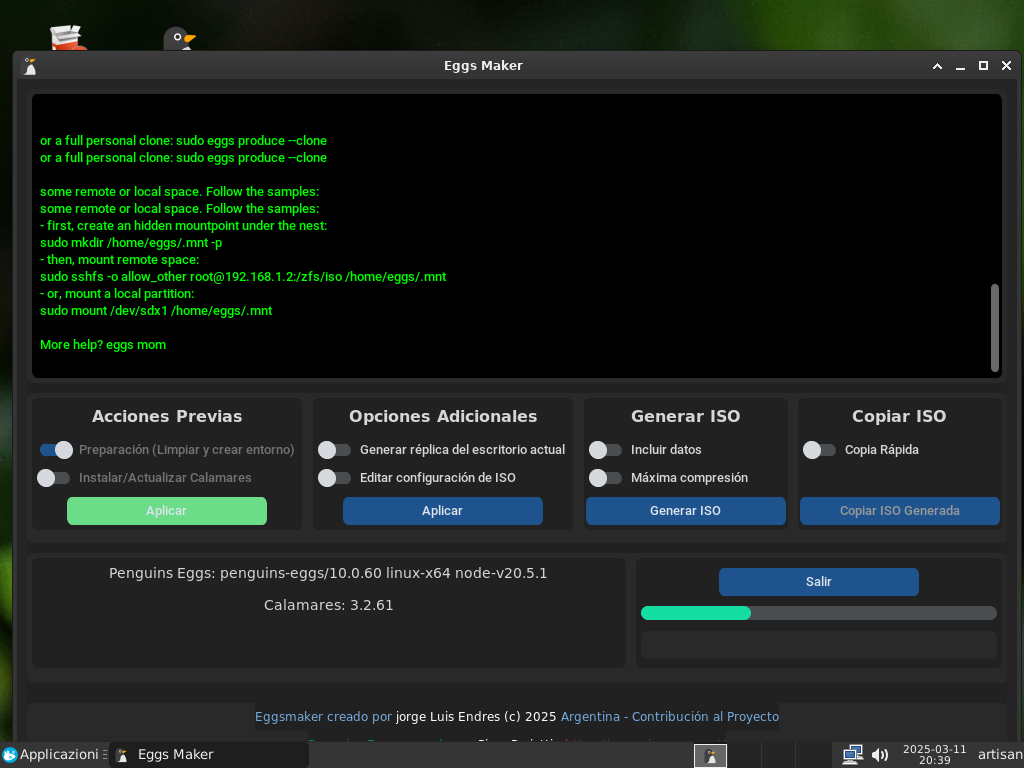 Eggs Maker
or a full personal clone: sudo eggs produce --clone
or a full personal clone: sudo eggs produce --clone
some remote or local space. Follow the samples:
some remote or local space. Follow the samples:
- first, create an hidden mountpoint under the nest:
sudo mkdir /home/eggs/.mnt -p
- then, mount remote space:
sudo sshfs -o allow_other root@192.168.1.2:/zfs/iso /home/eggs/.mnt
- or, mount a local partition:
sudo mount /dev/sdx1 /home/eggs/.mnt
More help? eggs mom
Acciones Previas
Preparación (Limpiar y crear entorno)
Instalar/Actualizar Calamares
Aplicar
Opciones Adicionales
Generar réplica del escritorio actual
Editar configuración de ISO
Aplicar
Generar ISO
Incluir datos
Máxima compresión
Generar ISO
Copiar ISO
Copia Rápida
Copiar ISO Generada
Penguins Eggs: penguins-eggs/10.0.60 linux-x64 node-v20.5.1
Calamares: 3.2.61
Salir
Eggsmaker creado por jorge Luis Endres (c) 2025 Argentina - Contribución al Proyecto
Applicazioni
Eggs Maker
2025-03-11
20:39
artisan